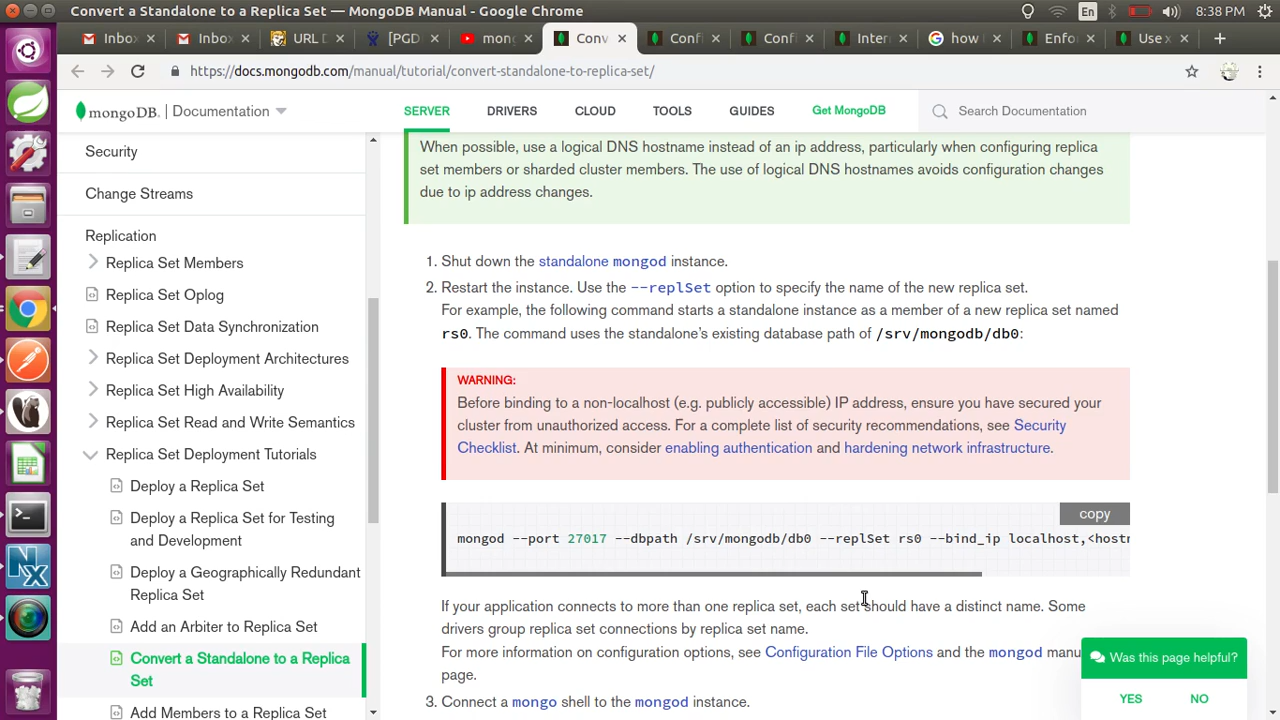 Convert a Standalone to a Replica Set — MongoDB Manual - Google Chrome
En
8:38 PM
Inbo
Inbo
URL D
[PGD
mong
Conv
Confi
Confi
Inter
how
Enfo
Use x
https://docs.mongodb.com/manual/tutorial/convert-standalone-to-replica-set/
mongoDB. Documentation
SERVER
DRIVERS
CLOUD
TOOLS
GUIDES
Get MongoDB
Search Documentation
Security
Change Streams
Replication
Replica Set Members
Replica Set Oplog
Replica Set Data Synchronization
Replica Set Deployment Architectures
Replica Set High Availability
Replica Set Read and Write Semantics
Replica Set Deployment Tutorials
Deploy a Replica Set
Deploy a Replica Set for Testing
and Development
Deploy a Geographically Redundant
Replica Set
Add an Arbiter to Replica Set
Convert a Standalone to a Replica
Set
Add Members to a Replica Set
When possible, use a logical DNS hostname instead of an ip address, particularly when configuring replica
set members or sharded cluster members. The use of logical DNS hostnames avoids configuration changes
due to ip address changes.
1. Shut down the standalone mongod instance.
2. Restart the instance. Use the --replSet option to specify the name of the new replica set.
For example, the following command starts a standalone instance as a member of a new replica set named
rs0. The command uses the standalone's existing database path of /srv/mongodb/db0:
WARNING:
Before binding to a non-localhost (e.g. publicly accessible) IP address, ensure you have secured your
cluster from unauthorized access. For a complete list of security recommendations, see Security
Checklist. At minimum, consider enabling authentication and hardening network infrastructure.
copy
mongod --port 27017 --dbpath /srv/mongodb/db0 --replSet rs0 --bind_ip localhost,<hostn
If your application connects to more than one replica set, each set should have a distinct name. Some
drivers group replica set connections by replica set name.
For more information on configuration options, see Configuration File Options and the mongod manu
page.
3. Connect a mongo shell to the mongod instance.
Was this page helpful?
YES
NO